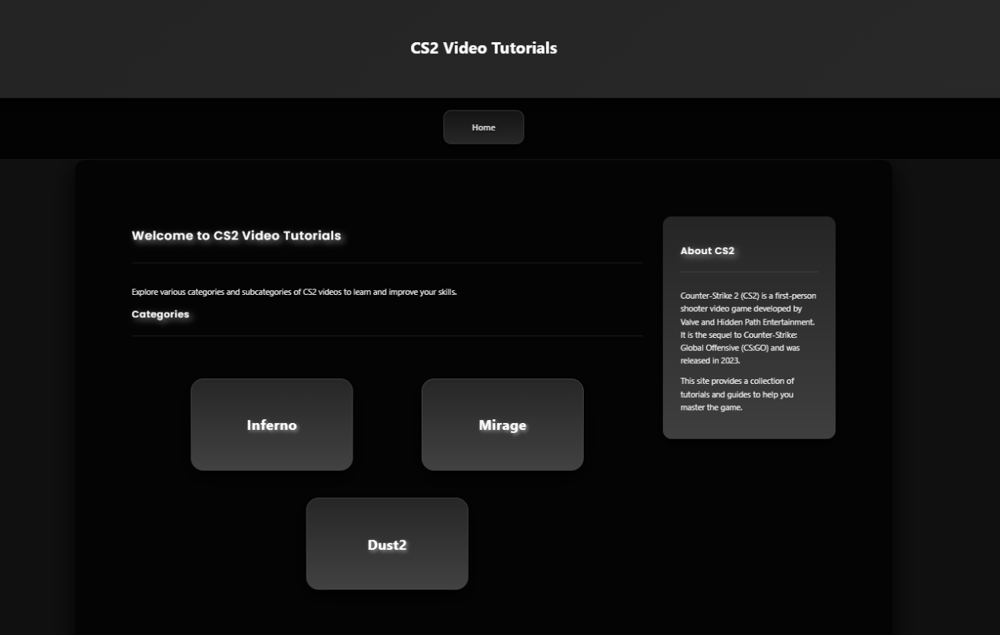 CS2 Video Tutorials
Home
Welcome to CS2 Video Tutorials
Explore various categories and subcategories of CS2 videos to learn and improve your skills.
Categories
Inferno
Mirage
Dust2
About CS2
Counter-Strike 2 (CS2) is a first-person
shooter video game developed by
Valve and Hidden Path Entertainment.
It is the sequel to Counter-Strike:
Global Offensive (CS:GO) and was
released in 2023.
This site provides a collection of
tutorials and guides to help you
master the game.